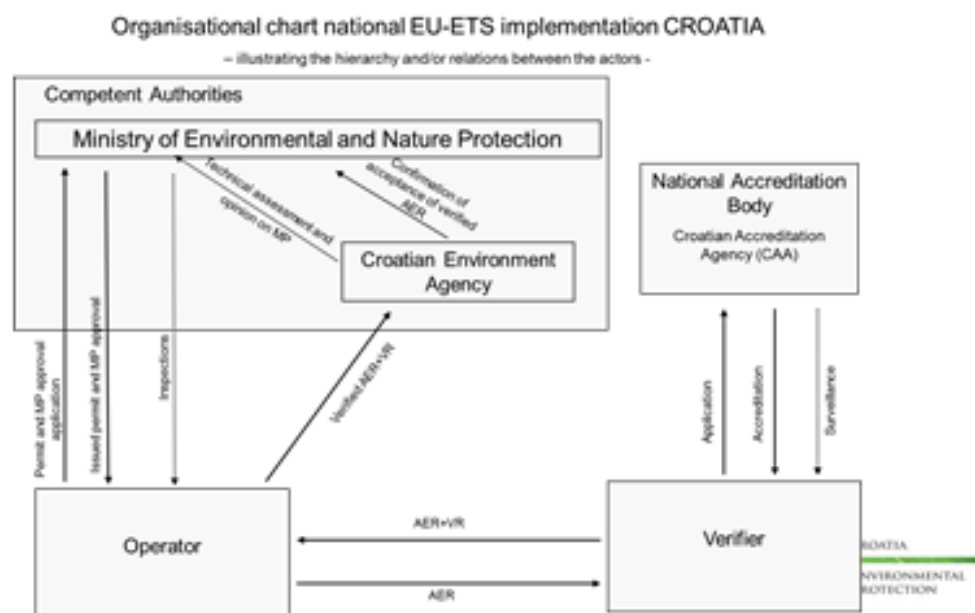 Organisational chart national EU-ETS implementation CROATIA
– illustrating the hierarchy and/or relations between the actors -
Competent Authorities
Ministry of Environmental and Nature Protection
Technical assessment and
opinion on MP
Confirmation of
acceptance of verified
AER
Croatian Environment
Agency
National Accreditation
Body
Croatian Accreditation
Agency (CAA)
Permit and MP approval
application
Issued permit and MP approval
Inspections
Verified AER+VR
Application
Accreditation
Surveillance
Operator
AER+VR
AER
Verifier
ROATIA
NVIRONMENTAL
ROTECTION